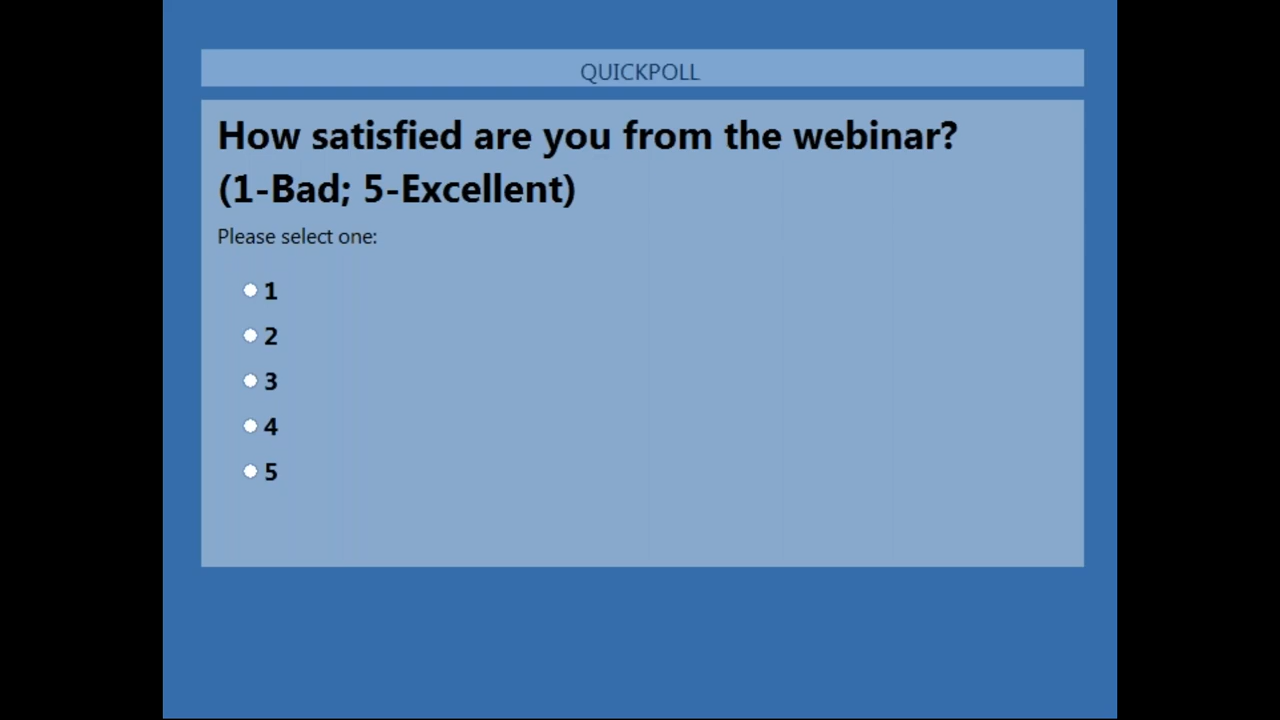 QUICKPOLL
How satisfied are you from the webinar?
(1-Bad; 5-Excellent)
Please select one:
1
2
3
4
5